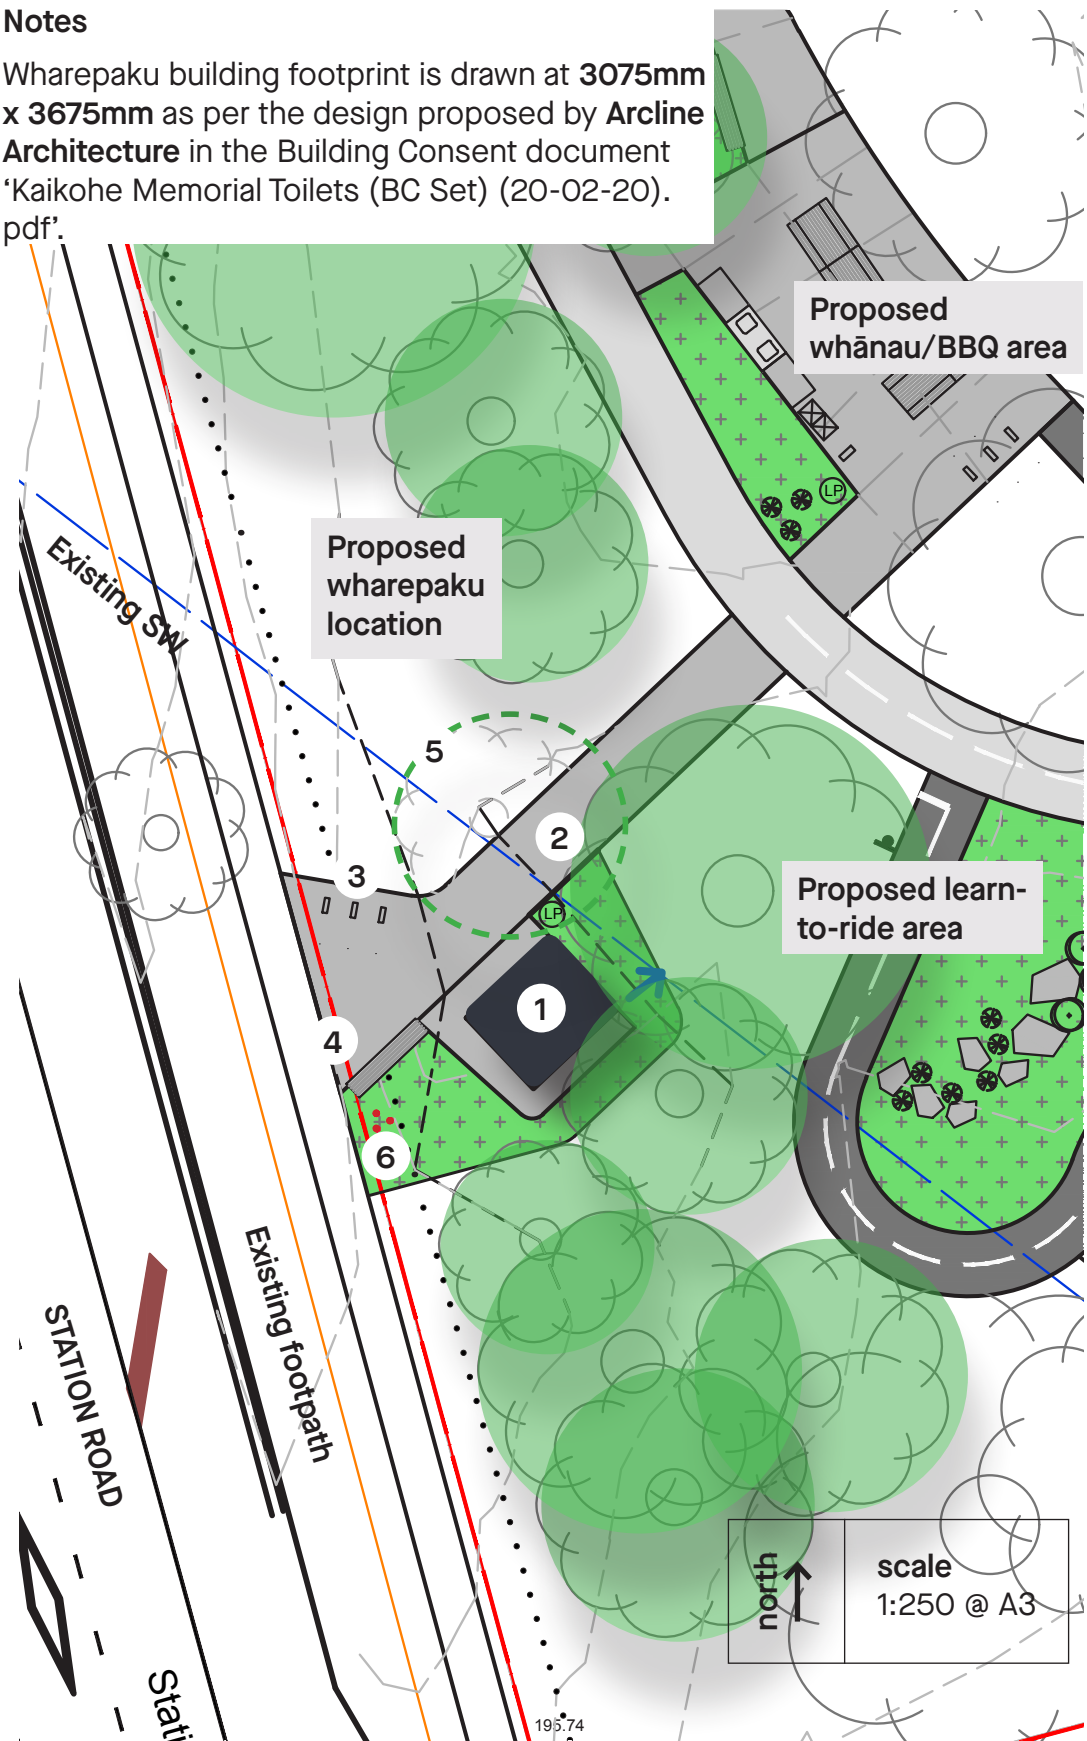 Notes
Wharepaku building footprint is drawn at 3075mm
x 3675mm as per the design proposed by Arcline
Architecture in the Building Consent document
‘Kaikohe Memorial Toilets (BC Set) (20-02-20).
pdf’.
Proposed
whānau/BBQ area
LP
Existing SW
Proposed
wharepaku
location
5
2
3
LP
Proposed learn-
to-ride area
1
4
6
Existing footpath
STATION ROAD
north
scale
1:250 @ A3
Stati
195.74